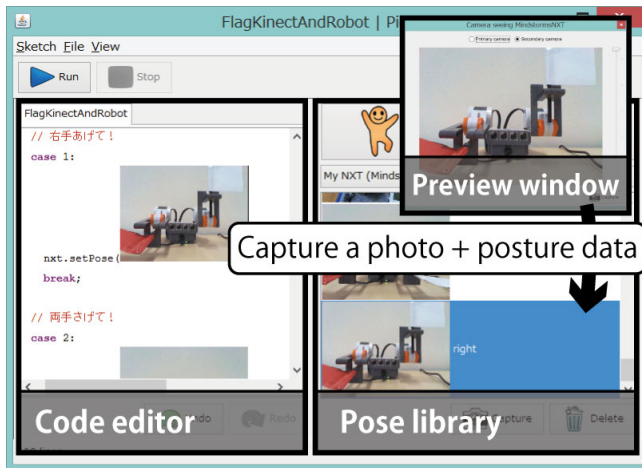 FlagKinectAndRobot | Pi
Camera seeing MindstormsNXT
Sketch File View
Primary camera Secondary camera
Run
Stop
FlagKinectAndRobot
// 右手あげて！
case 1:
nxt.setPose(
break;
// 両手さげて！
case 2:
My NXT (Minds
Preview window
Capture a photo + posture data
right
Undo
Redo
Capture
Delete
Code editor
Pose library